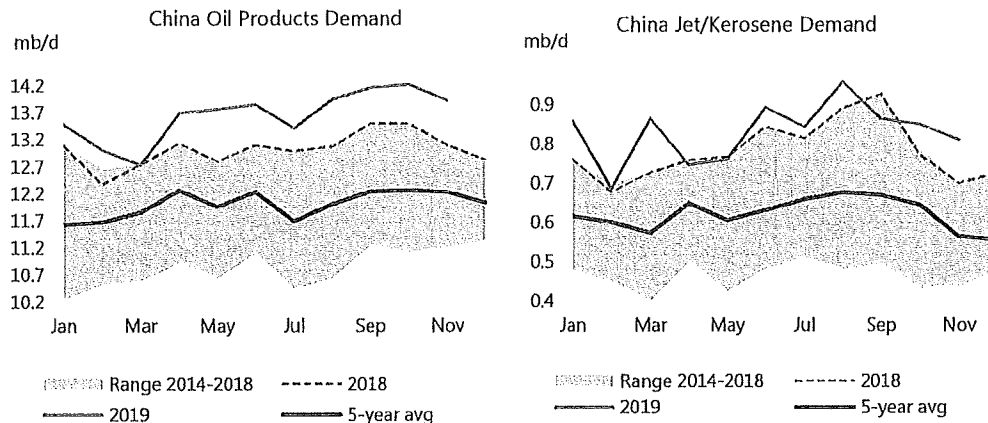 China Oil Products Demand
mb/d
14.2
13.7
13.2
12.7
12.2
11.7
11.2
10.7
10.2
Jan Mar May Jul Sep Nov
Range 2014-2018 2018
2019 5-year avg
China Jet/Kerosene Demand
mb/d
0.9
0.8
0.7
0.6
0.5
0.4
Jan Mar May Jul Sep Nov
Range 2014-2018 2018
2019 5-year avg